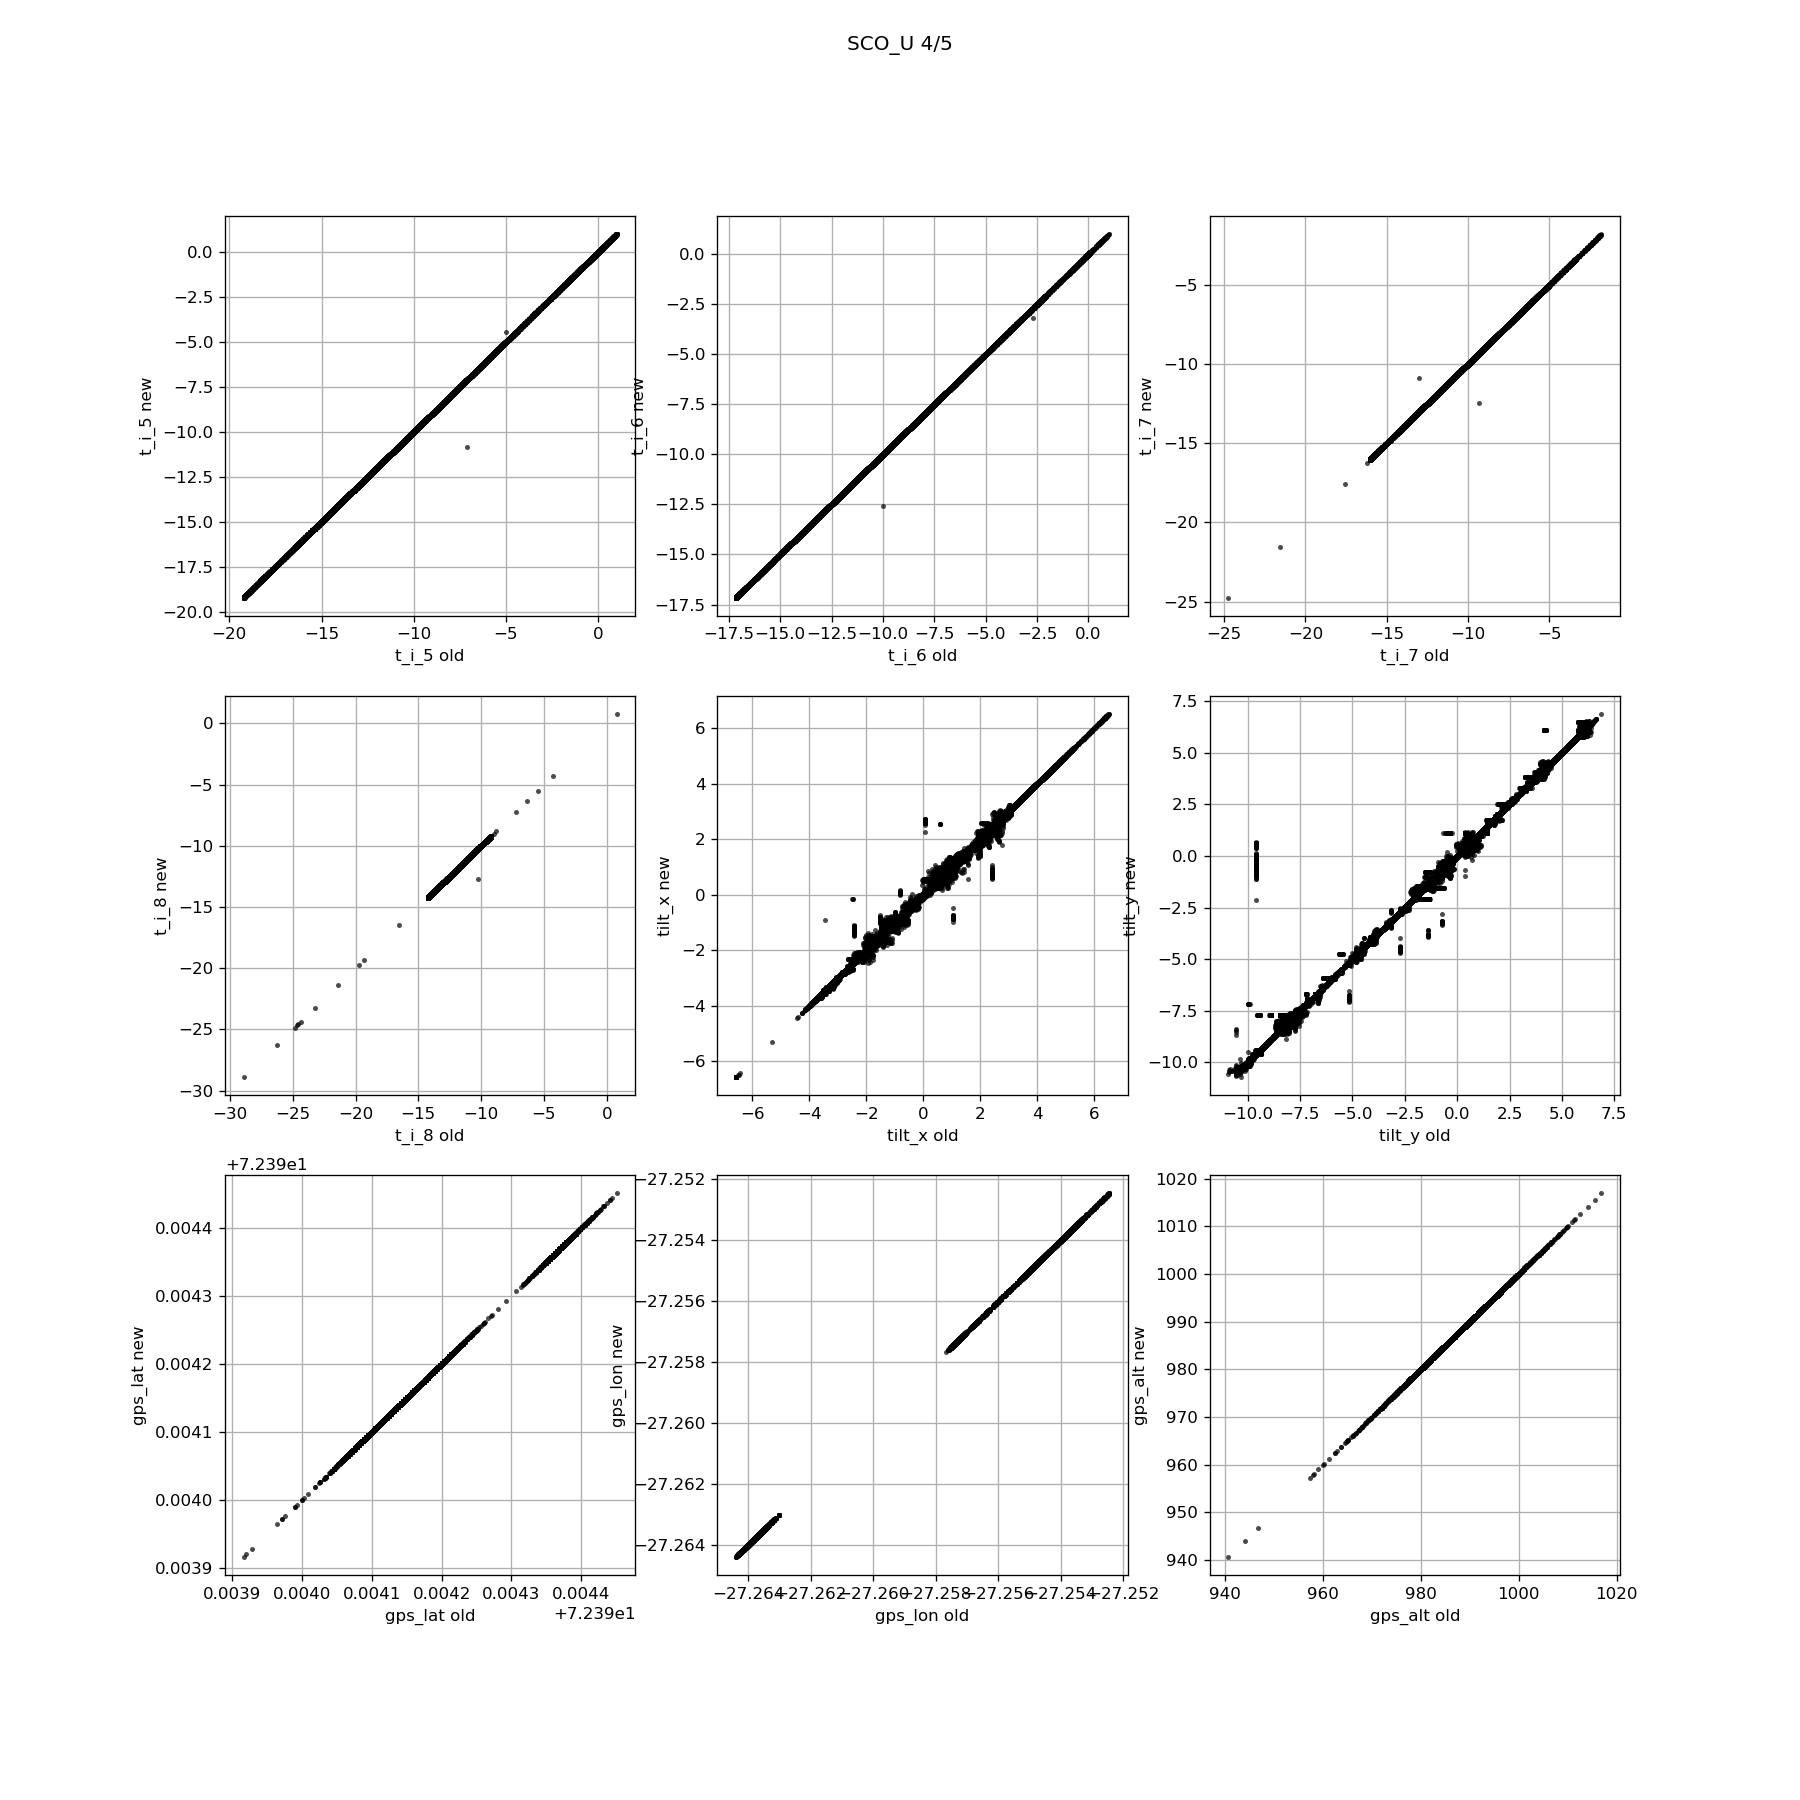 SCO_U 4/5
t_i_5 new
0.0
−2.5
−5.0
−7.5
−10.0
−12.5
−15.0
−17.5
−20.0
−20 −15 −10 −5 0
t_i_5 old
t_i_6 new
0.0
−2.5
−5.0
−7.5
−10.0
−12.5
−15.0
−17.5
−17.5 −15.0 −12.5 −10.0 −7.5 −5.0 −2.5 0.0
t_i_6 old
t_i_7 new
−5
−10
−15
−20
−25
−25 −20 −15 −10 −5
t_i_7 old
t_i_8 new
0
−5
−10
−15
−20
−25
−30
−30 −25 −20 −15 −10 −5 0
t_i_8 old
tilt_x new
6
4
2
0
−2
−4
−6
−6 −4 −2 0 2 4 6
tilt_x old
tilt_y new
7.5
5.0
2.5
0.0
−2.5
−5.0
−7.5
−10.0
−10.0 −7.5 −5.0 −2.5 0.0 2.5 5.0 7.5
tilt_y old
+7.239e1
gps_lat new
0.0044
0.0043
0.0042
0.0041
0.0040
0.0039
0.0039 0.0040 0.0041 0.0042 0.0043 0.0044
gps_lat old
+7.239e1
gps_lon new
−27.252
−27.254
−27.256
−27.258
−27.260
−27.262
−27.264
−27.264 −27.262 −27.260 −27.258 −27.256 −27.254 −27.252
gps_lon old
gps_alt new
1020
1010
1000
990
980
970
960
950
940
940 960 980 1000 1020
gps_alt old